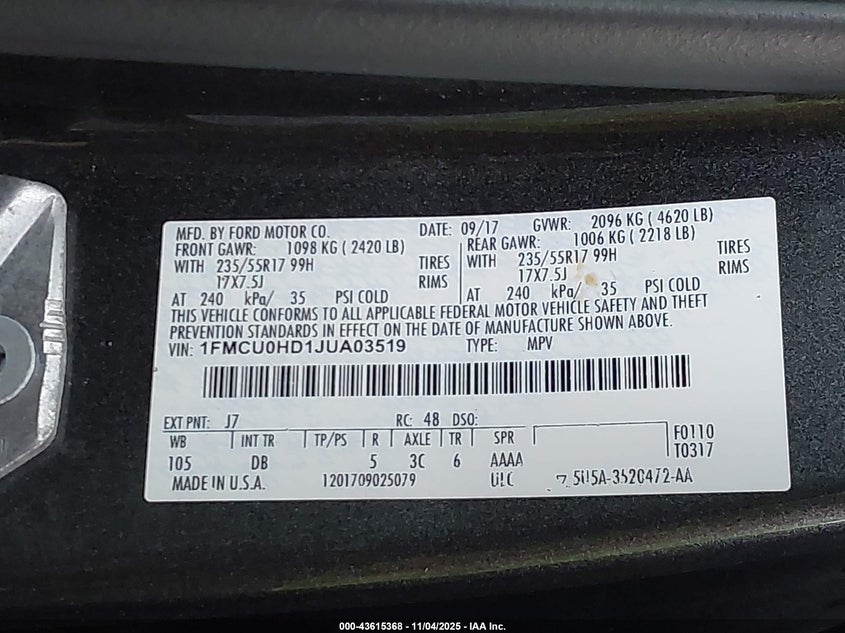 MFD. BY FORD MOTOR CO. DATE: 09/17 GVWR: 2096 KG ( 4620 LB)
FRONT GAWR: 1098 KG ( 2420 LB) REAR GAWR: 1006 KG ( 2218 LB)
WITH 235/55R17 99H TIRES WITH 235/55R17 99H TIRES
17X7.5J RIMS 17X7.5J RIMS
AT 240 kPa/ 35 PSI COLD AT 240 kPa/ 35 PSI COLD
THIS VEHICLE CONFORMS TO ALL APPLICABLE FEDERAL MOTOR VEHICLE SAFETY AND THEFT
PREVENTION STANDARDS IN EFFECT ON THE DATE OF MANUFACTURE SHOWN ABOVE.
VIN: 1FMCU0HD1JUA03519 TYPE: MPV
EXT PNT: J7 RC: 48 DSO:
WB INT TR TP/PS R AXLE TR SPR F0110
105 DB 5 3C 6 AAAA T0317
MADE IN U.S.A. 1201709025079
000-43615368 - 11/04/2025 - IAA Inc.